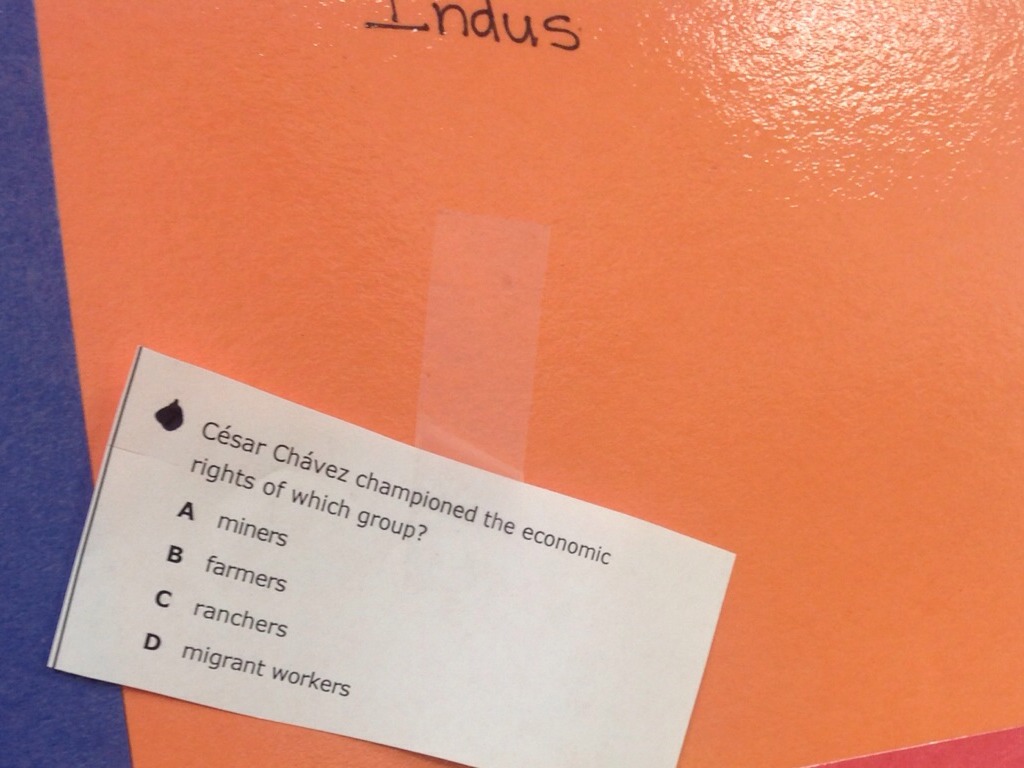 Indus
César Chávez championed the economic
rights of which group?
A miners
B farmers
C ranchers
D migrant workers